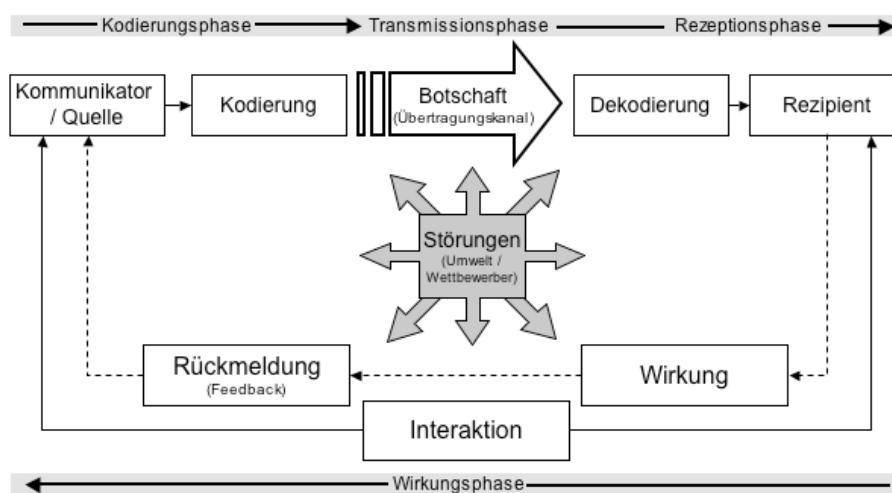 Kodierungsphase Transmissionsphase Rezeptionsphase
Kommunikator
/ Quelle
Kodierung
Botschaft
(Übertragungskanal)
Dekodierung
Rezipient
Störungen
(Umwelt /
Wettbewerber)
Rückmeldung
(Feedback)
Wirkung
Interaktion
Wirkungsphase